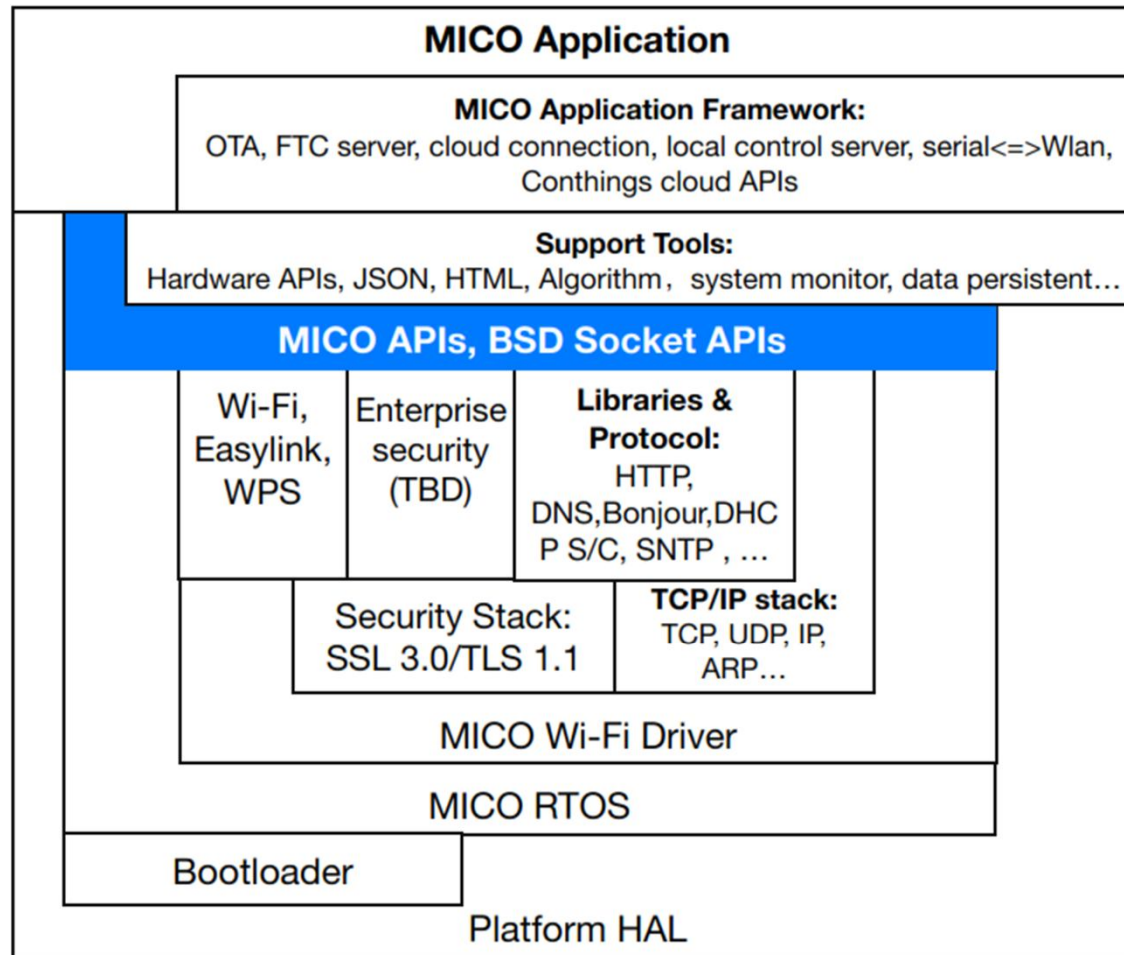 MICO Application
MICO Application Framework:
OTA, FTC server, cloud connection, local control server, serial<=>Wlan,
Conthings cloud APIs
Support Tools:
Hardware APIs, JSON, HTML, Algorithm，system monitor, data persistent...
MICO APIs, BSD Socket APIs
Wi-Fi,
Easylink,
WPS
Enterprise
security
(TBD)
Libraries &
Protocol:
HTTP,
DNS,Bonjour,DHC
P S/C, SNTP , ...
Security Stack:
SSL 3.0/TLS 1.1
TCP/IP stack:
TCP, UDP, IP,
ARP...
MICO Wi-Fi Driver
MICO RTOS
Bootloader
Platform HAL